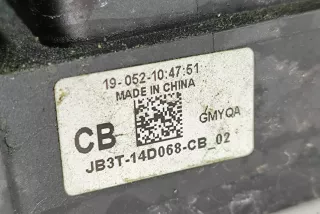 19-052-10:47:51
MADE IN CHINA
CB
GMYQA
JB3T-14D068-CB_02